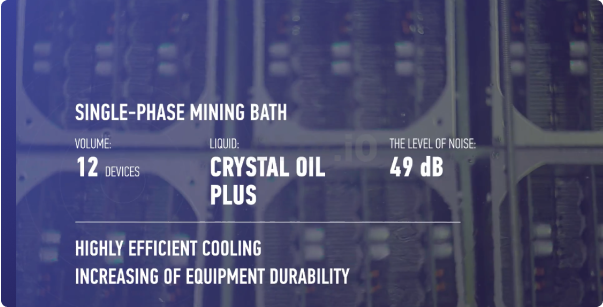 SINGLE-PHASE MINING BATH
VOLUME: LIQUID: THE LEVEL OF NOISE:
12 DEVICES CRYSTAL OIL 49 dB
PLUS
HIGHLY EFFICIENT COOLING
INCREASING OF EQUIPMENT DURABILITY